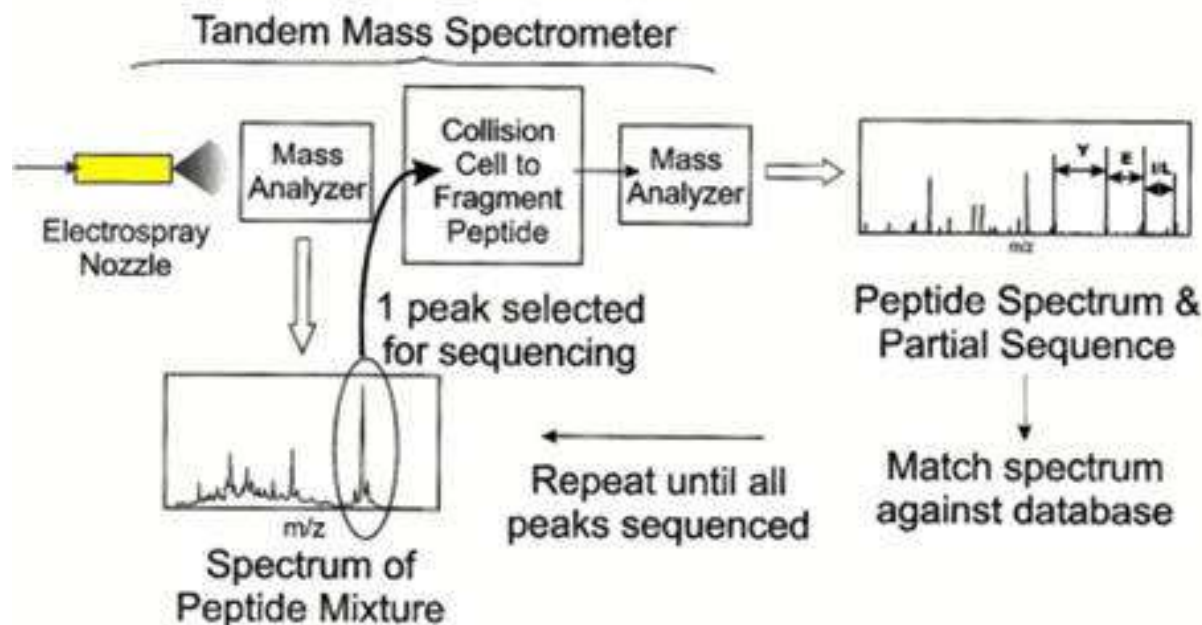 Tandem Mass Spectrometer
Electrospray
Nozzle
Mass
Analyzer
Collision
Cell to
Fragment
Peptide
Mass
Analyzer
Y
E
I/L
m/z
Peptide Spectrum &
Partial Sequence
1 peak selected
for sequencing
m/z
Spectrum of
Peptide Mixture
Repeat until all
peaks sequenced
Match spectrum
against database